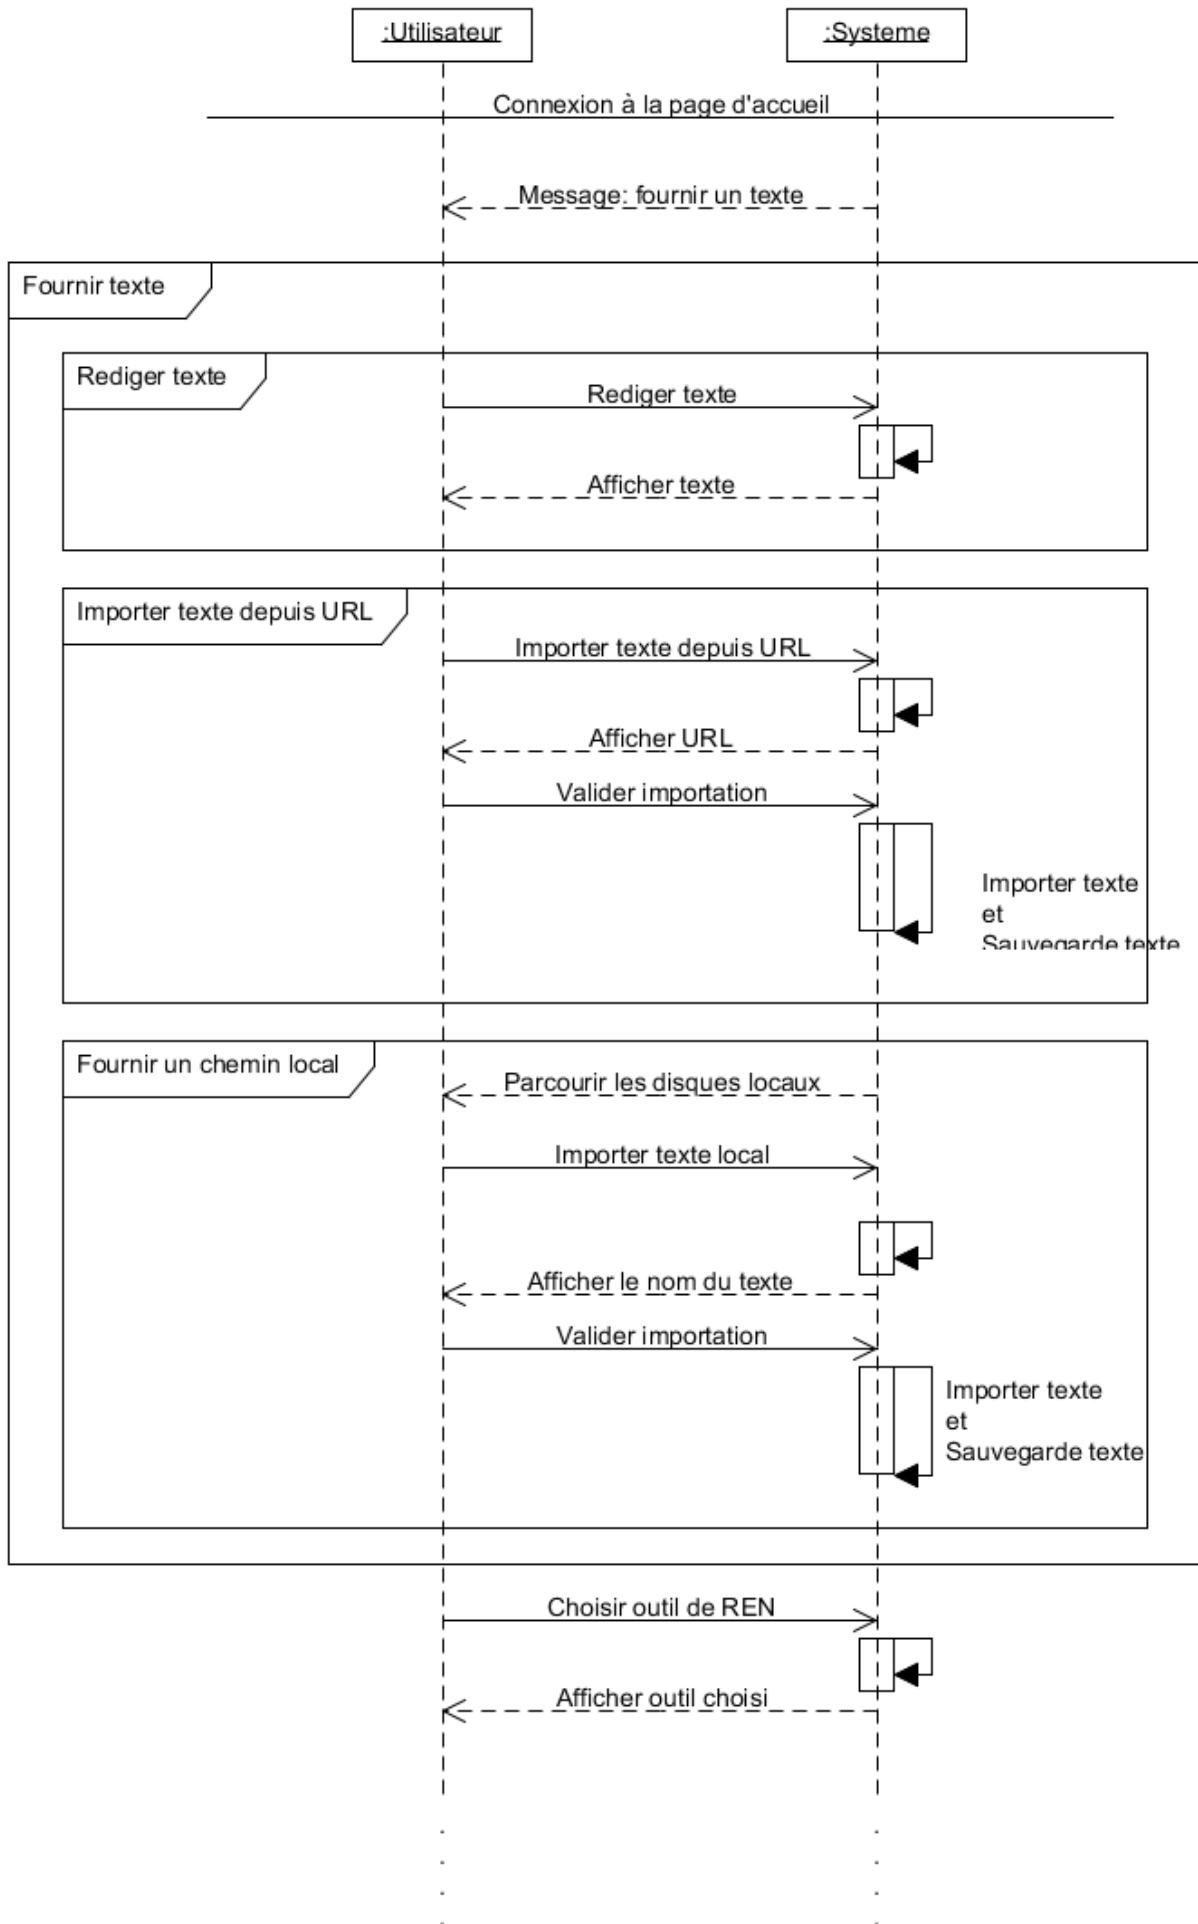 :Utilisateur
:Systeme
Connexion à la page d'accueil
Message: fournir un texte
Fournir texte
Rediger texte
Rediger texte
Afficher texte
Importer texte depuis URL
Importer texte depuis URL
Afficher URL
Valider importation
Importer texte
et
Sauvegarde texte
Fournir un chemin local
Parcourir les disques locaux
Importer texte local
Afficher le nom du texte
Valider importation
Importer texte
et
Sauvegarde texte
Choisir outil de REN
Afficher outil choisi